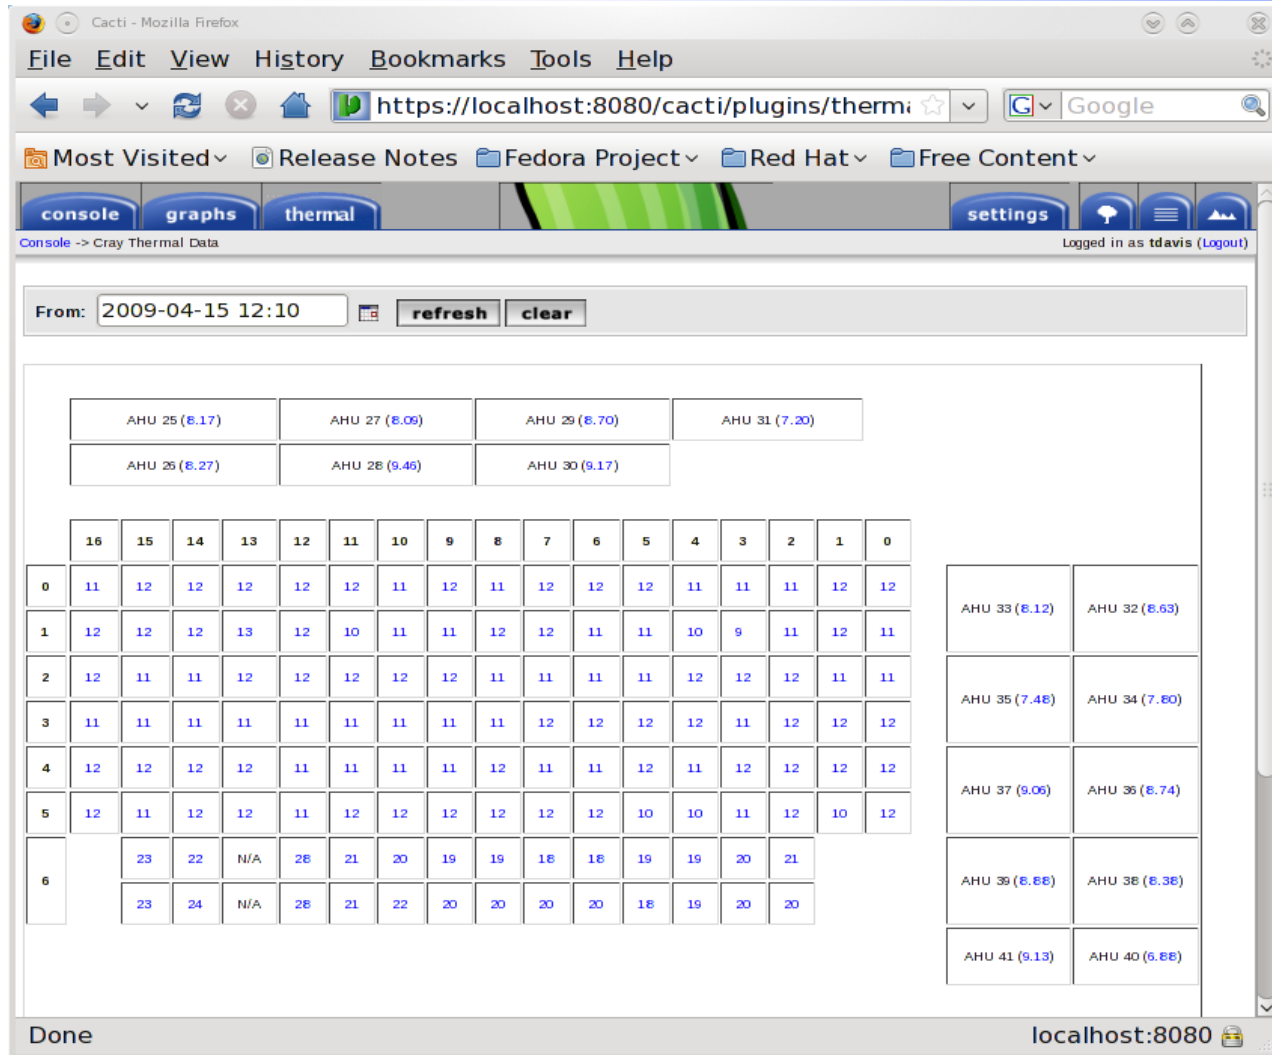 Cacti - Mozilla Firefox
File Edit View History Bookmarks Tools Help
https://localhost:8080/cacti/plugins/therma Google
Most Visited Release Notes Fedora Project Red Hat Free Content
console graphs thermal settings
Console -> Cray Thermal Data Logged in as tdavis (Logout)
From: 2009-04-15 12:10 refresh clear
AHU 25 (8.17) AHU 27 (8.09) AHU 29 (8.70) AHU 31 (7.20)
AHU 26 (8.27) AHU 28 (9.46) AHU 30 (9.17)
16 15 14 13 12 11 10 9 8 7 6 5 4 3 2 1 0
0 11 12 12 12 12 12 11 12 11 12 12 12 11 11 11 12 12
AHU 33 (8.12) AHU 32 (8.63)
1 12 12 12 13 12 10 11 11 12 12 11 11 10 9 11 12 11
2 12 11 11 12 12 12 12 12 11 11 11 11 12 12 12 11 11
AHU 35 (7.48) AHU 34 (7.80)
3 11 11 11 11 11 11 11 11 11 12 12 12 12 11 12 12 12
4 12 12 12 12 11 11 11 11 12 11 11 12 11 12 12 12 12
AHU 37 (9.06) AHU 36 (8.74)
5 12 11 12 12 11 12 12 12 12 12 12 10 10 11 12 10 12
23 22 N/A 28 21 20 19 19 18 18 19 19 20 21
6 AHU 39 (8.88) AHU 38 (8.38)
23 24 N/A 28 21 22 20 20 20 20 18 19 20 20
AHU 41 (9.13) AHU 40 (6.88)
Done localhost:8080